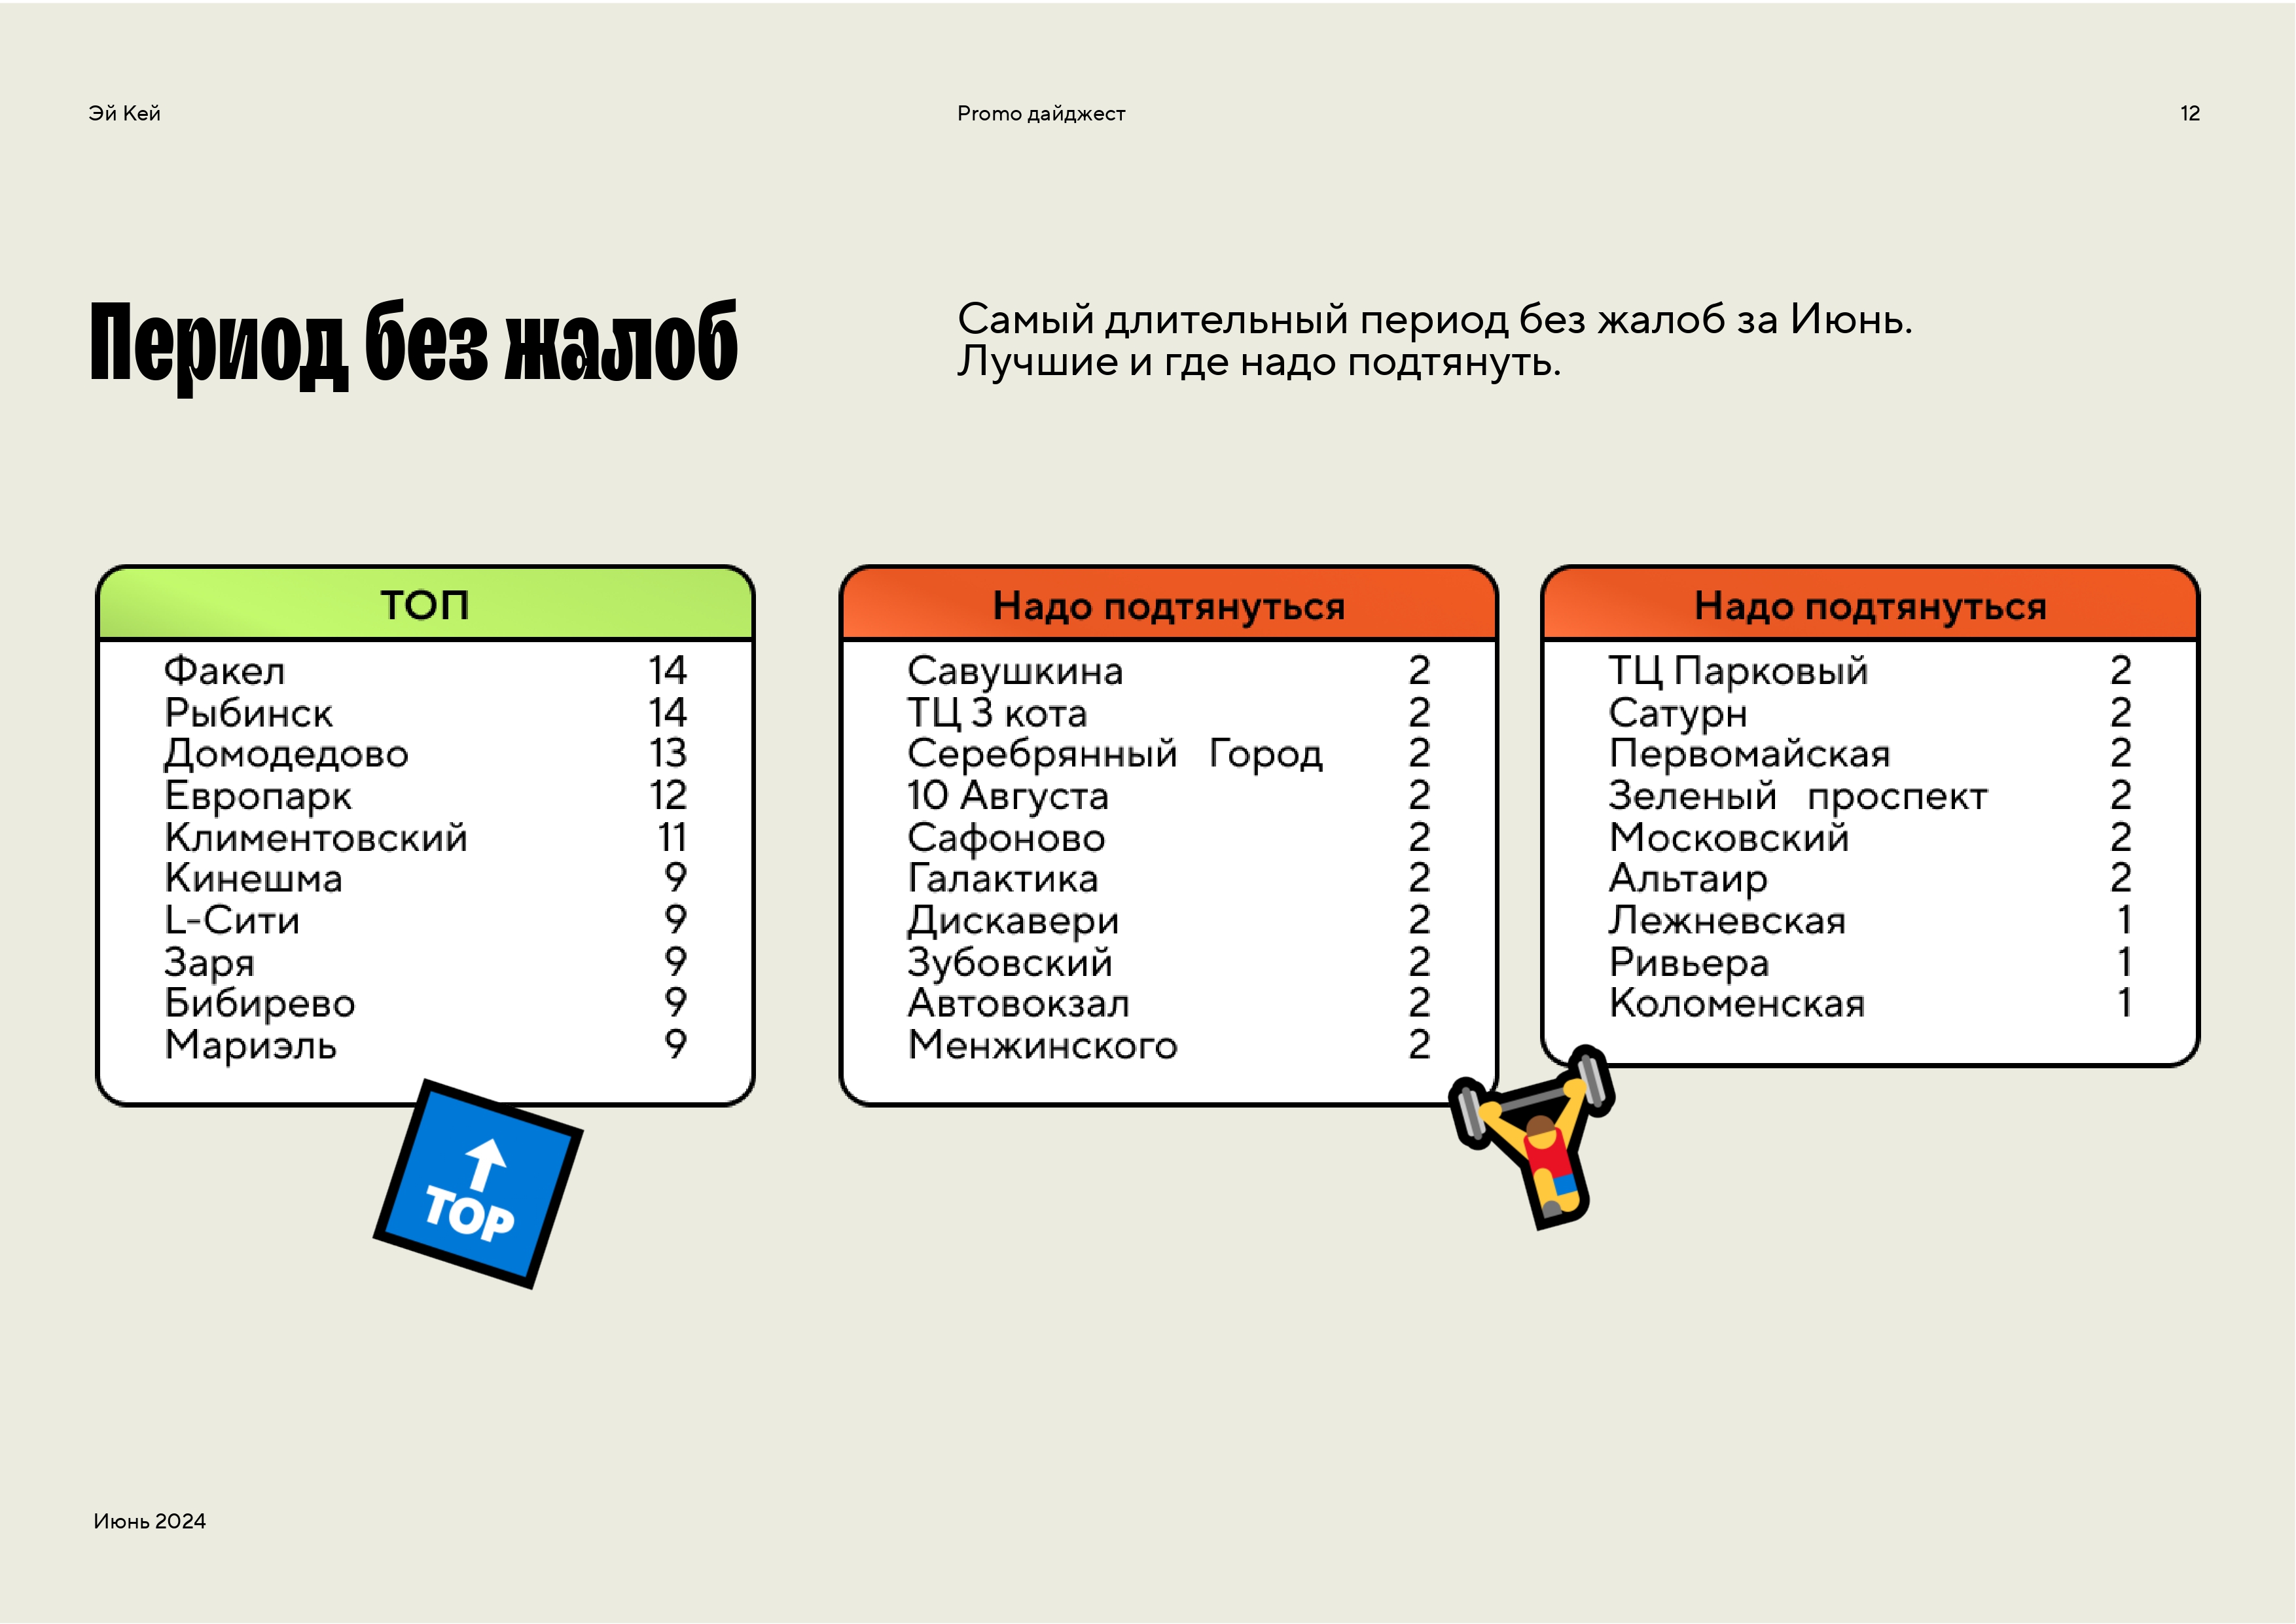 Эй Кей
Promo дайджест
12
Период без жалоб
Самый длительный период без жалоб за Июнь.
Лучшие и где надо подтянуть.
ТОП
Факел 14
Рыбинск 14
Домодедово 13
Европарк 12
Климентовский 11
Кинешма 9
L-Сити 9
Заря 9
Бибирево 9
Мариэль 9
TOP
Надо подтянуться
Савушкина 2
ТЦ 3 кота 2
Серебрянный Город 2
10 Августа 2
Сафоново 2
Галактика 2
Дискавери 2
Зубовский 2
Автовокзал 2
Менжинского 2
Надо подтянуться
ТЦ Парковый 2
Сатурн 2
Первомайская 2
Зеленый проспект 2
Московский 2
Альтаир 2
Лежневская 1
Ривьера 1
Коломенская 1
Июнь 2024